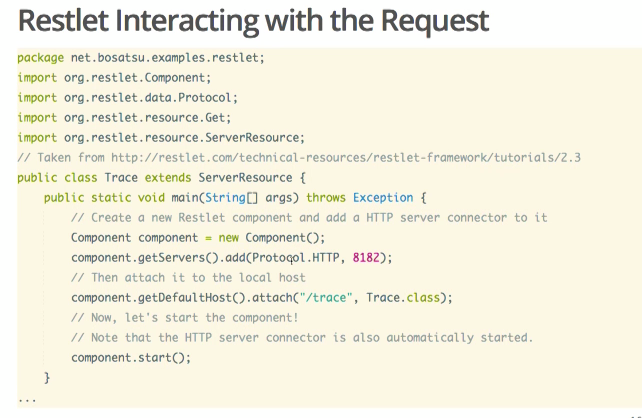 Restlet Interacting with the Request
package net.bosatsu.examples.restlet;
import org.restlet.Component;
import org.restlet.data.Protocol;
import org.restlet.resource.Get;
import org.restlet.resource.ServerResource;
// Taken from http://restlet.com/technical-resources/restlet-framework/tutorials/2.3
public class Trace extends ServerResource {
    public static void main(String[] args) throws Exception {
        // Create a new Restlet component and add a HTTP server connector to it
        Component component = new Component();
        component.getServers().add(Protocol.HTTP, 8182);
        // Then attach it to the local host
        component.getDefaultHost().attach("/trace", Trace.class);
        // Now, let's start the component!
        // Note that the HTTP server connector is also automatically started.
        component.start();
    }
...